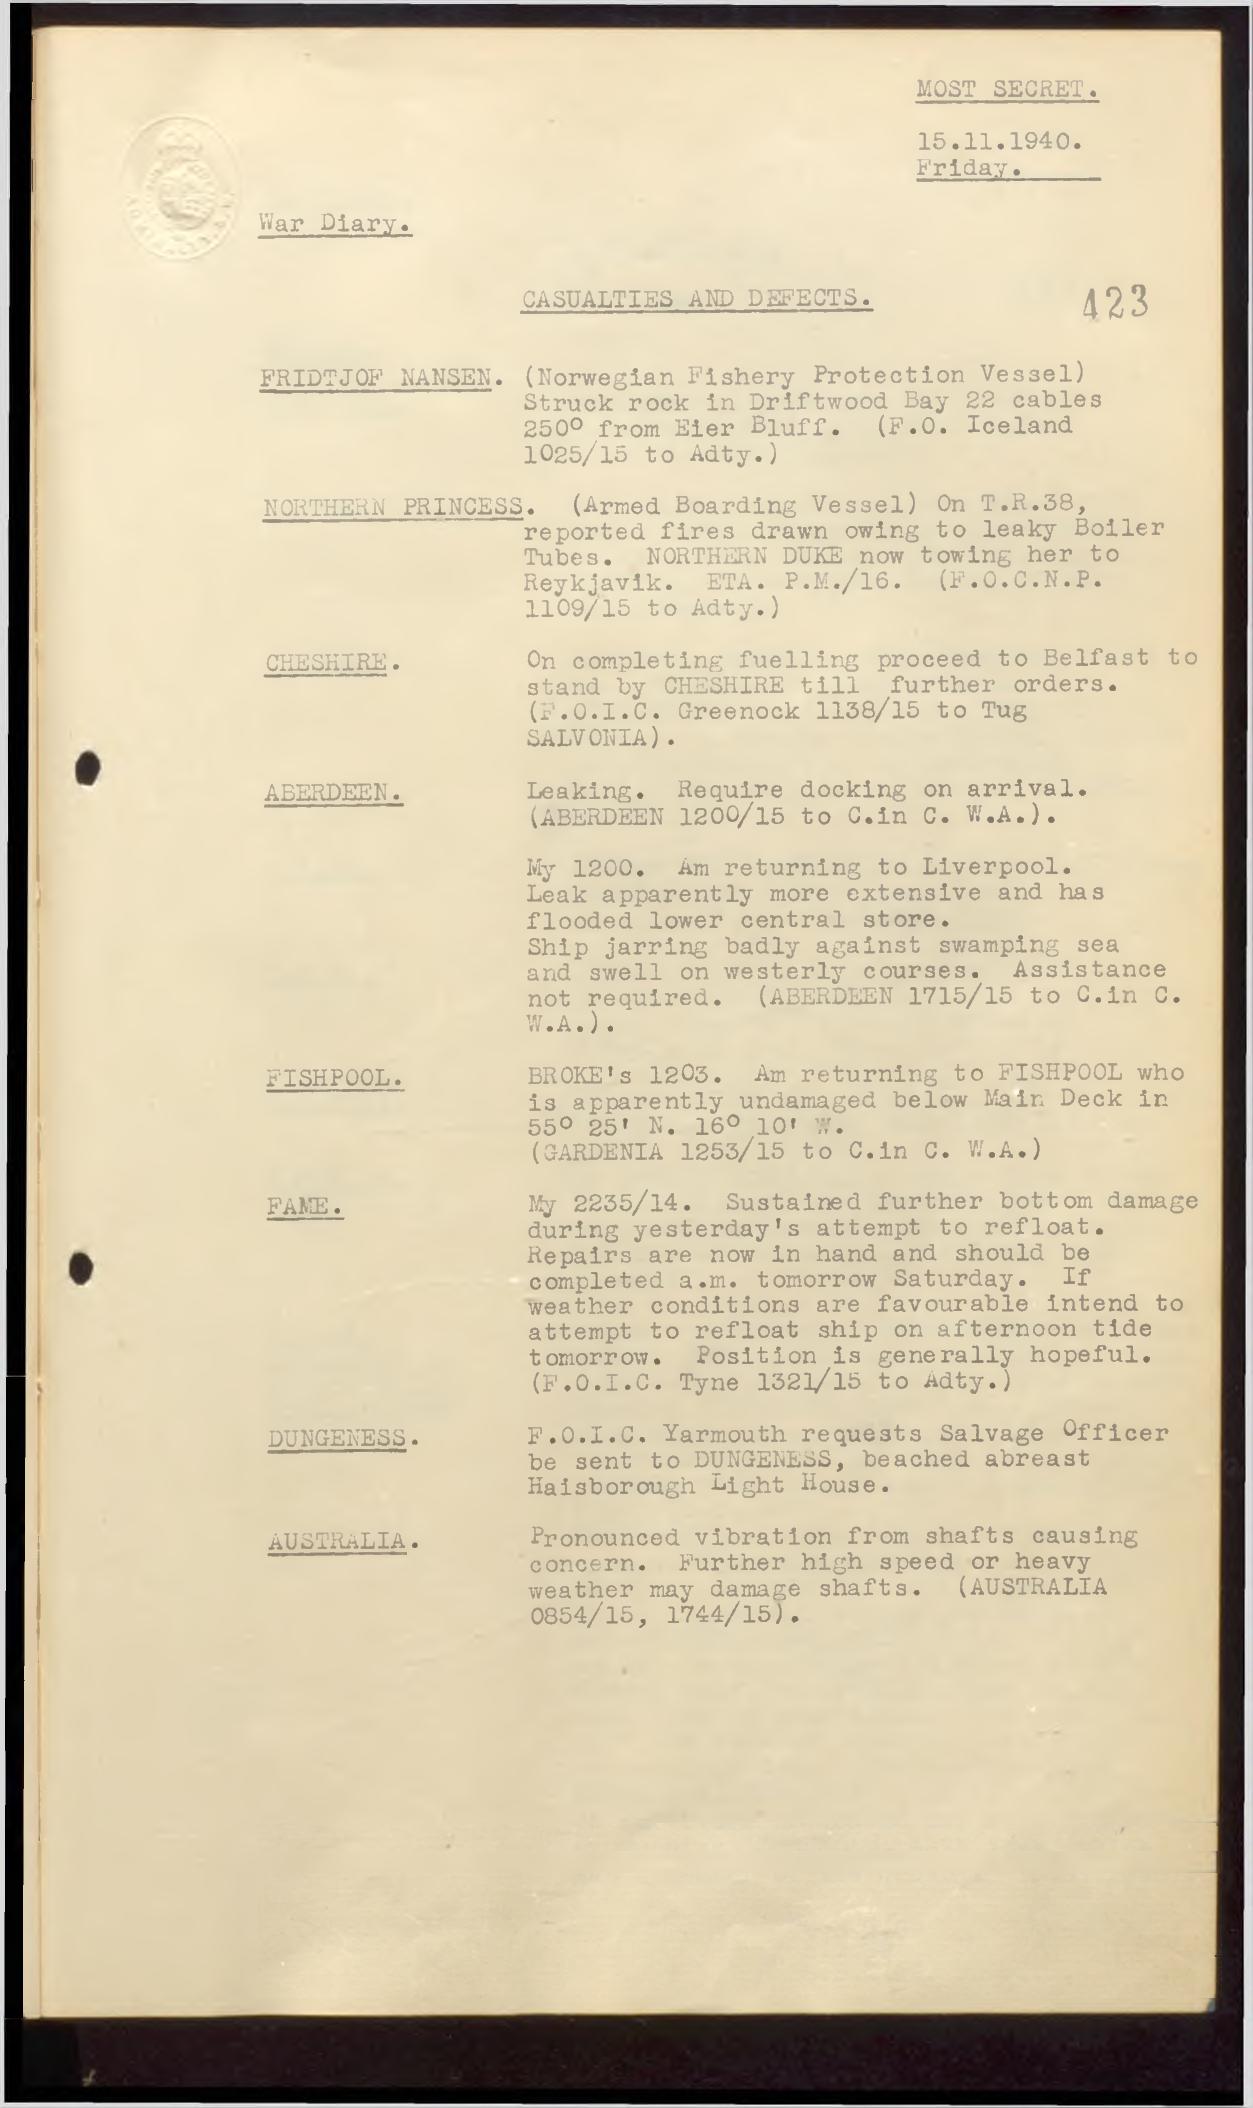 MOST SECRET.
15.11.1940.
Friday.
War Diary.
CASUALTIES AND DEFECTS.
423
FRIDTJOF NANSEN. (Norwegian Fishery Protection Vessel)
Struck rock in Driftwood Bay 22 cables
250° from Eier Bluff. (F.O. Iceland
1025/15 to Adty.)
NORTHERN PRINCESS. (Armed Boarding Vessel) On T.R.38,
reported fires drawn owing to leaky Boiler
Tubes. NORTHERN DUKE now towing her to
Reykjavik. ETA. P.M./16. (F.O.C.N.P.
1109/15 to Adty.)
CHESHIRE. On completing fuelling proceed to Belfast to
stand by CHESHIRE till further orders.
(F.O.I.C. Greenock 1138/15 to Tug
SALVONIA).
ABERDEEN. Leaking. Require docking on arrival.
(ABERDEEN 1200/15 to C.in C. W.A.).
My 1200. Am returning to Liverpool.
Leak apparently more extensive and has
flooded lower central store.
Ship jarring badly against swamping sea
and swell on westerly courses. Assistance
not required. (ABERDEEN 1715/15 to C.in C.
W.A.).
FISHPOOL. BROKE's 1203. Am returning to FISHPOOL who
is apparently undamaged below Main Deck in
55° 25' N. 16° 10' W.
(GARDENIA 1253/15 to C.in C. W.A.)
FAME. My 2235/14. Sustained further bottom damage
during yesterday's attempt to refloat.
Repairs are now in hand and should be
completed a.m. tomorrow Saturday. If
weather conditions are favourable intend to
attempt to refloat ship on afternoon tide
tomorrow. Position is generally hopeful.
(F.O.I.C. Tyne 1321/15 to Adty.)
DUNGENESS. F.O.I.C. Yarmouth requests Salvage Officer
be sent to DUNGENESS, beached abreast
Haisborough Light House.
AUSTRALIA. Pronounced vibration from shafts causing
concern. Further high speed or heavy
weather may damage shafts. (AUSTRALIA
0854/15, 1744/15).